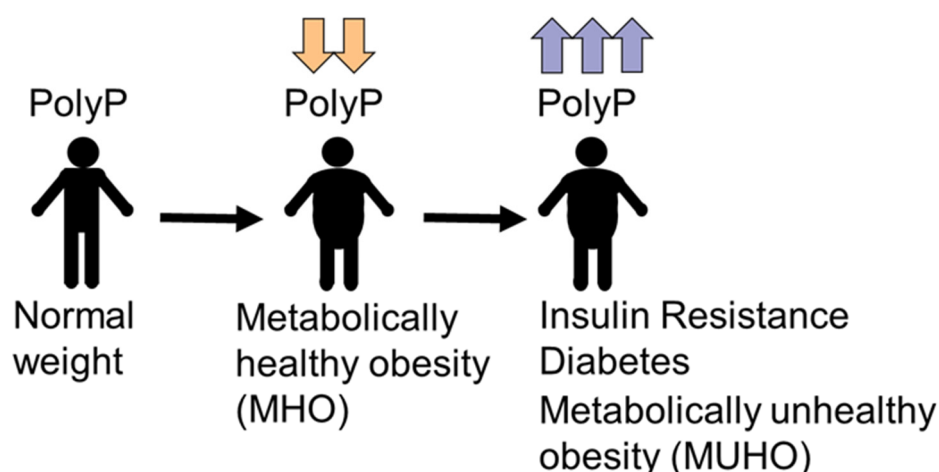 PolyP
PolyP
PolyP
Normal
weight
Metabolically
healthy obesity
(MHO)
Insulin Resistance
Diabetes
Metabolically unhealthy
obesity (MUHO)